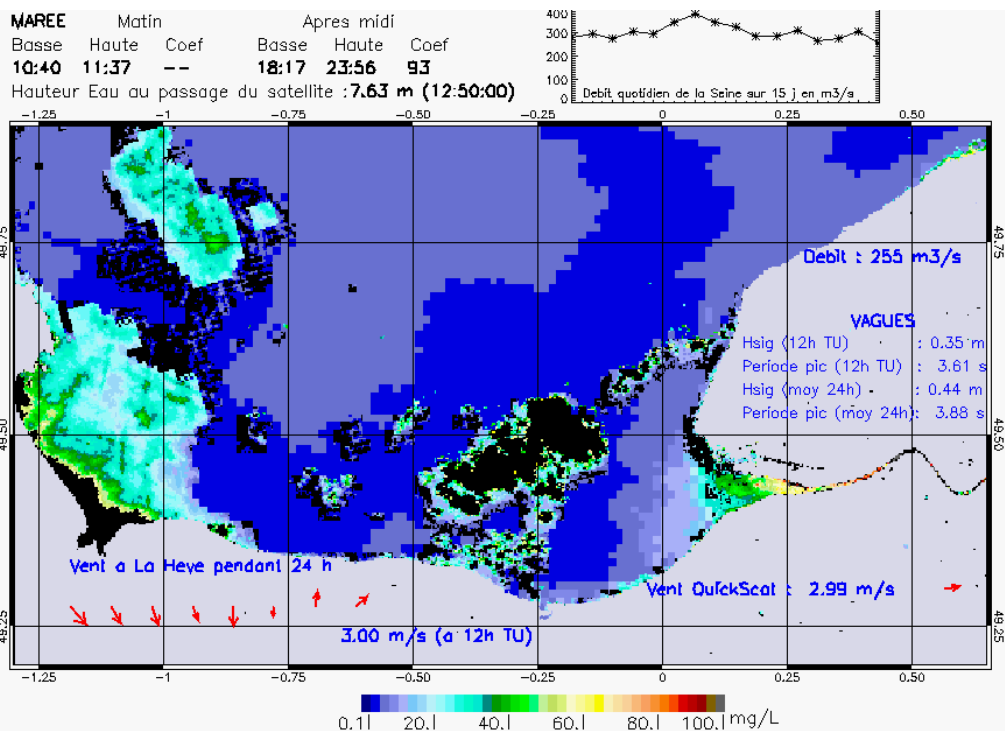 MAREE Matin Apres midi
Basse Haute Coef Basse Haute Coef
10:40 11:37 -- 18:17 23:56 93
Hauteur Eau au passage du satellite : 7.63 m (12:50:00)
400
300
200
100
0
Debit quotidien de la Seine sur 15 j en m3/s
-1.25 -1 -0.75 -0.50 -0.25 0 0.25 0.50
49.75 49.75
Debit : 255 m3/s
VAGUES
Hsig (12h TU) : 0.35 m
Periode pic (12h TU) : 3.61 s
Hsig (moy 24h) : 0.44 m
Periode pic (moy 24h): 3.88 s
49.50 49.50
Vent a La Heve pendant 24 h
Vent QuickScat : 2.99 m/s
49.25 49.25
3.00 m/s (a 12h TU)
-1.25 -1 -0.75 -0.50 -0.25 0 0.25 0.50
0.1 20.1 40.1 60.1 80.1 100.1 mg/L